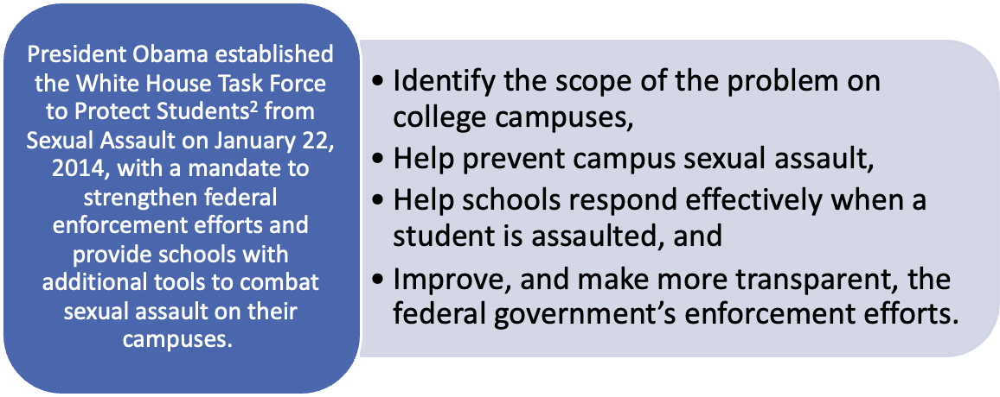 President Obama established
the White House Task Force
to Protect Students² from
Sexual Assault on January 22,
2014, with a mandate to
strengthen federal
enforcement efforts and
provide schools with
additional tools to combat
sexual assault on their
campuses.
• Identify the scope of the problem on
college campuses,
• Help prevent campus sexual assault,
• Help schools respond effectively when a
student is assaulted, and
• Improve, and make more transparent, the
federal government’s enforcement efforts.